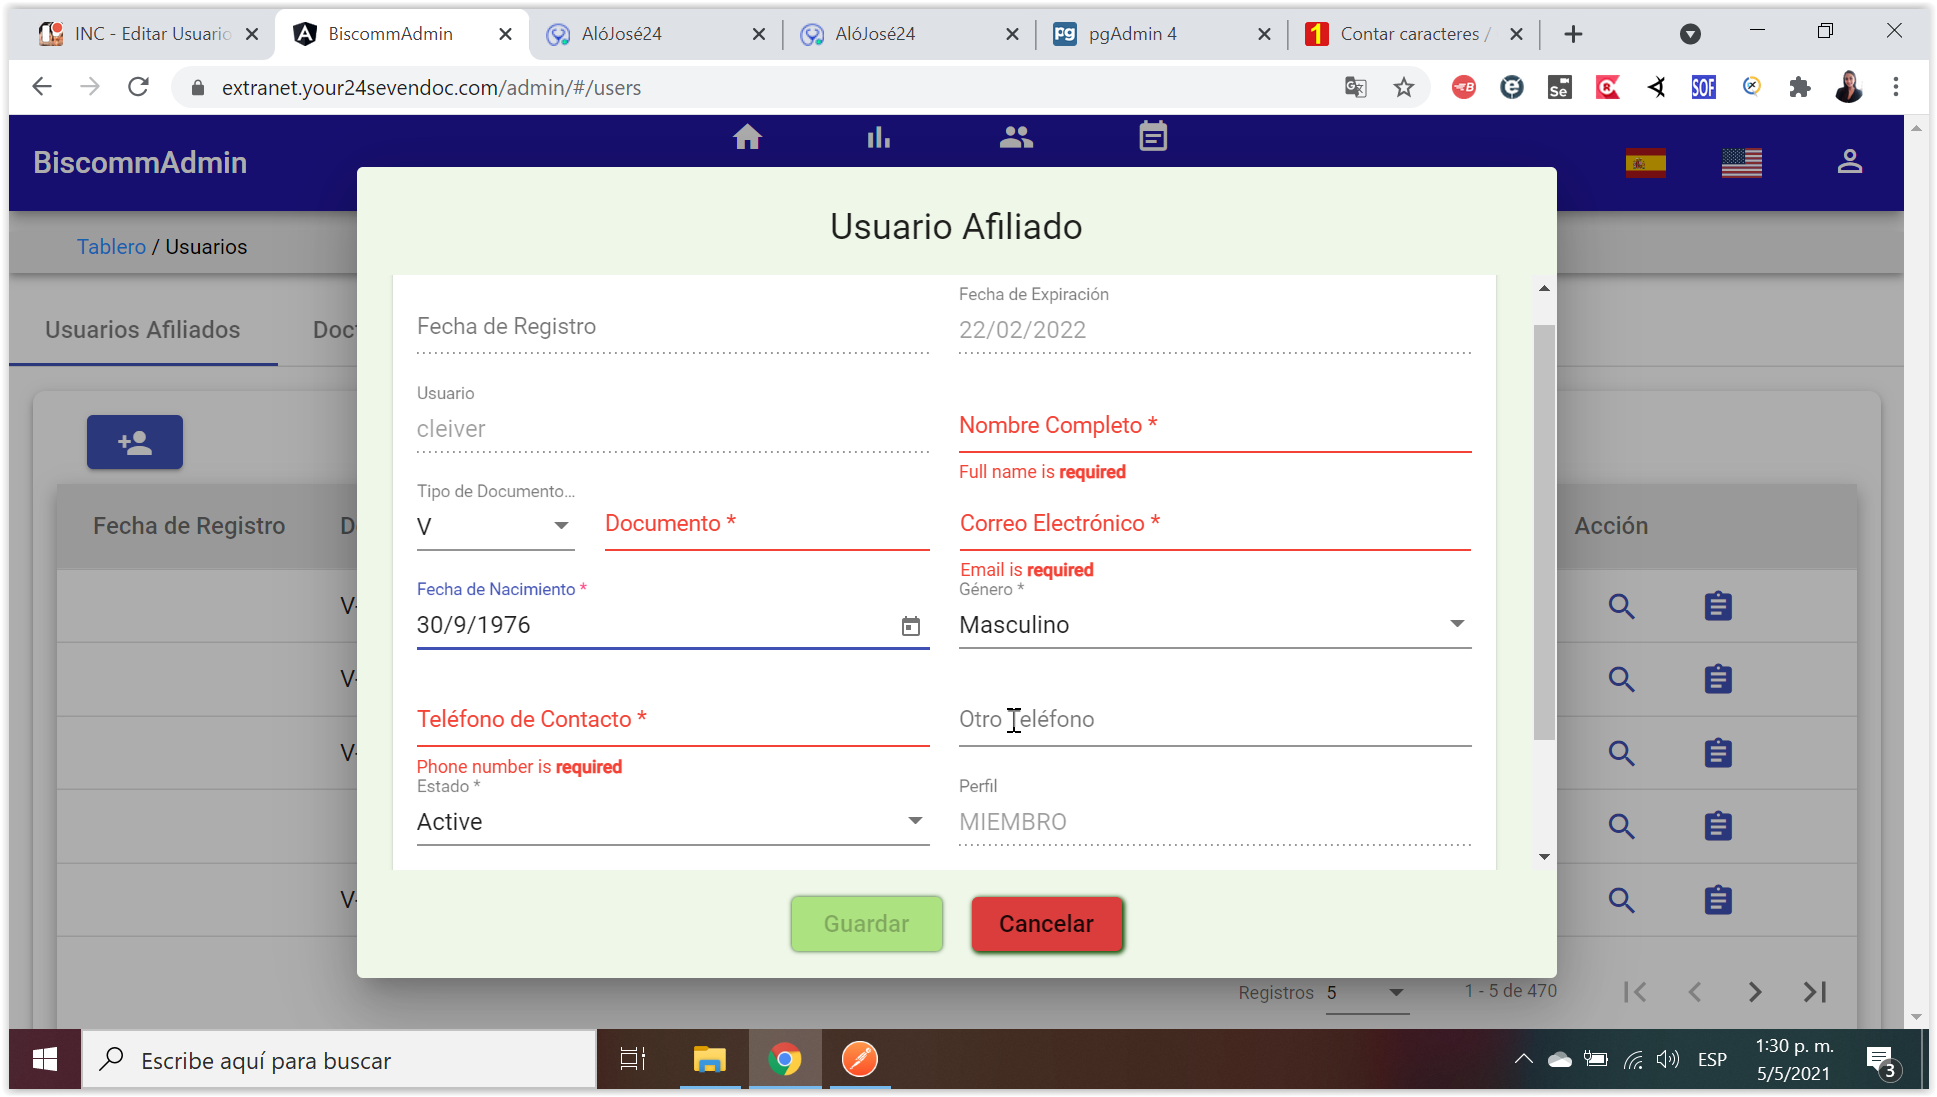 INC - Editar Usuario
BiscommAdmin
AlóJosé24
AlóJosé24
pgAdmin 4
Contar caracteres /
extranet.your24sevendoc.com/admin/#/users
BiscommAdmin
Tablero / Usuarios
Usuario Afiliado
Usuarios Afiliados
Doct
Fecha de Registro
Fecha de Expiración
22/02/2022
Usuario
cleiver
Nombre Completo *
Full name is required
Tipo de Documento...
V
Documento *
Correo Electrónico *
Email is required
Fecha de Nacimiento *
30/9/1976
Género *
Masculino
Teléfono de Contacto *
Phone number is required
Otro Teléfono
Estado *
Active
Perfil
MIEMBRO
Guardar
Cancelar
Fecha de Registro
Acción
V-
V-
V-
V-
Registros 5
1 - 5 de 470
Escribe aquí para buscar
ESP
1:30 p. m.
5/5/2021
3